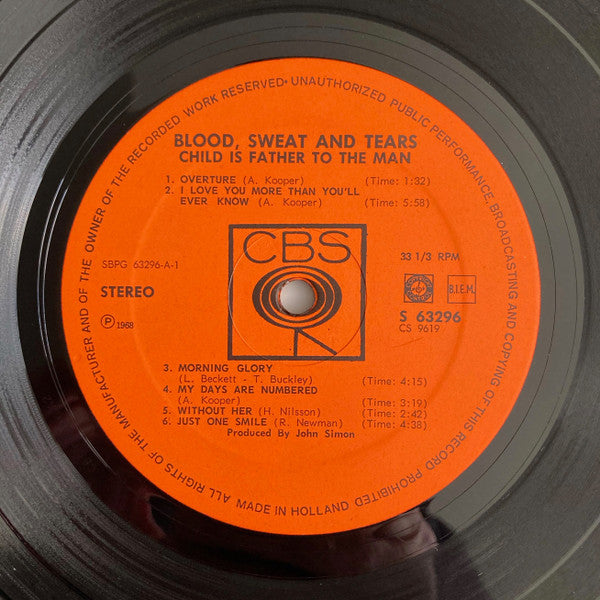 ALL RIGHTS OF THE MANUFACTURER AND OF THE OWNER OF THE RECORDED WORK RESERVED • UNAUTHORIZED PUBLIC PERFORMANCE BROADCASTING AND COPYING OF THIS RECORD PROHIBITED
BLOOD, SWEAT AND TEARS
CHILD IS FATHER TO THE MAN
1. OVERTURE (A. Kooper) (Time: 1:32)
2. I LOVE YOU MORE THAN YOU'LL
EVER KNOW (A. Kooper) (Time: 5:58)
CBS
SBPG 63296-A-1
33 1/3 RPM
STEREO
B.I.E.M.
S 63296
CS 9619
℗ 1968
3. MORNING GLORY
(L. Beckett - T. Buckley) (Time: 4:15)
4. MY DAYS ARE NUMBERED
(A. Kooper) (Time: 3:19)
5. WITHOUT HER (H. Nilsson) (Time: 2:42)
6. JUST ONE SMILE (R. Newman) (Time: 4:38)
Produced By John Simon
MADE IN HOLLAND